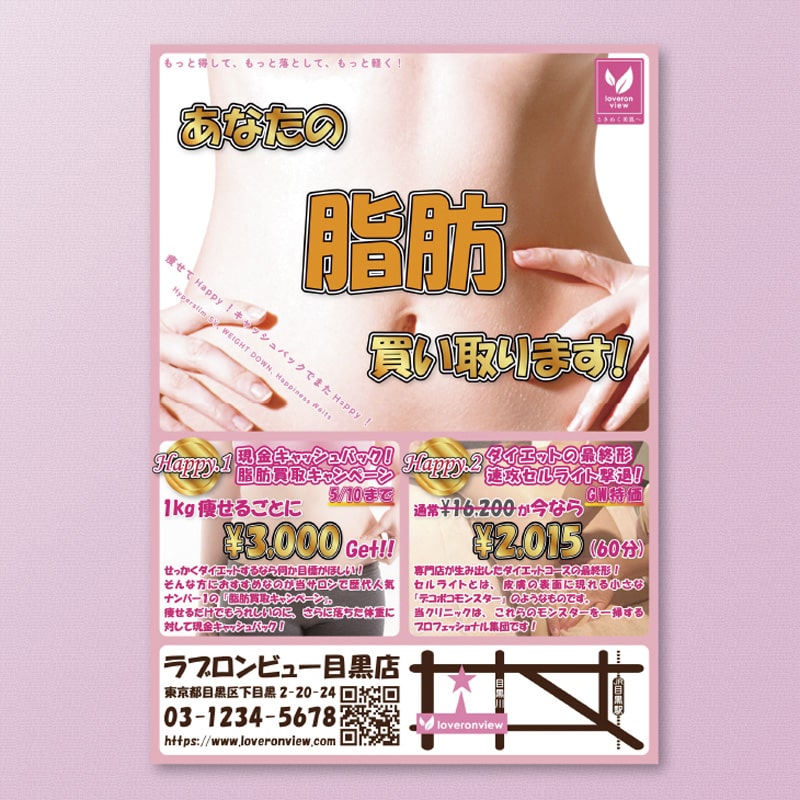 もっと得して、もっと落として、もっと軽く！
loveron
view
ときめく美肌へ
あなたの
脂肪
買い取ります！
痩せてHappy！キャッシュバックでまたHappy！
Hyperslim SV, WEIGHT DOWN, Happiness Waits
Happy.1
現金キャッシュバック！
脂肪買取キャンペーン
5/10まで
1kg痩せるごとに
¥3,000 Get!!
せっかくダイエットするなら何か目標がほしい！
そんな方におすすめなのが当サロンで歴代人気
ナンバー1の「脂肪買取キャンペーン」。
痩せるだけでもうれしいのに、さらに落ちた体重に
対して現金キャッシュバック！
Happy.2
ダイエットの最終形
速攻セルライト撃退！
GW特価
通常¥16,200が今なら
¥2,015（60分）
専門店が生み出したダイエットコースの最終形！
セルライトとは、皮膚の表面に現れる小さな
「デコボコモンスター」のようなものです。
当クリニックは、これらのモンスターを一掃する
プロフェッショナル集団です！
ラブロンビュー目黒店
東京都目黒区下目黒2-20-24
03-1234-5678
https://www.loveronview.com
目黒川
JR目黒駅
loveronview